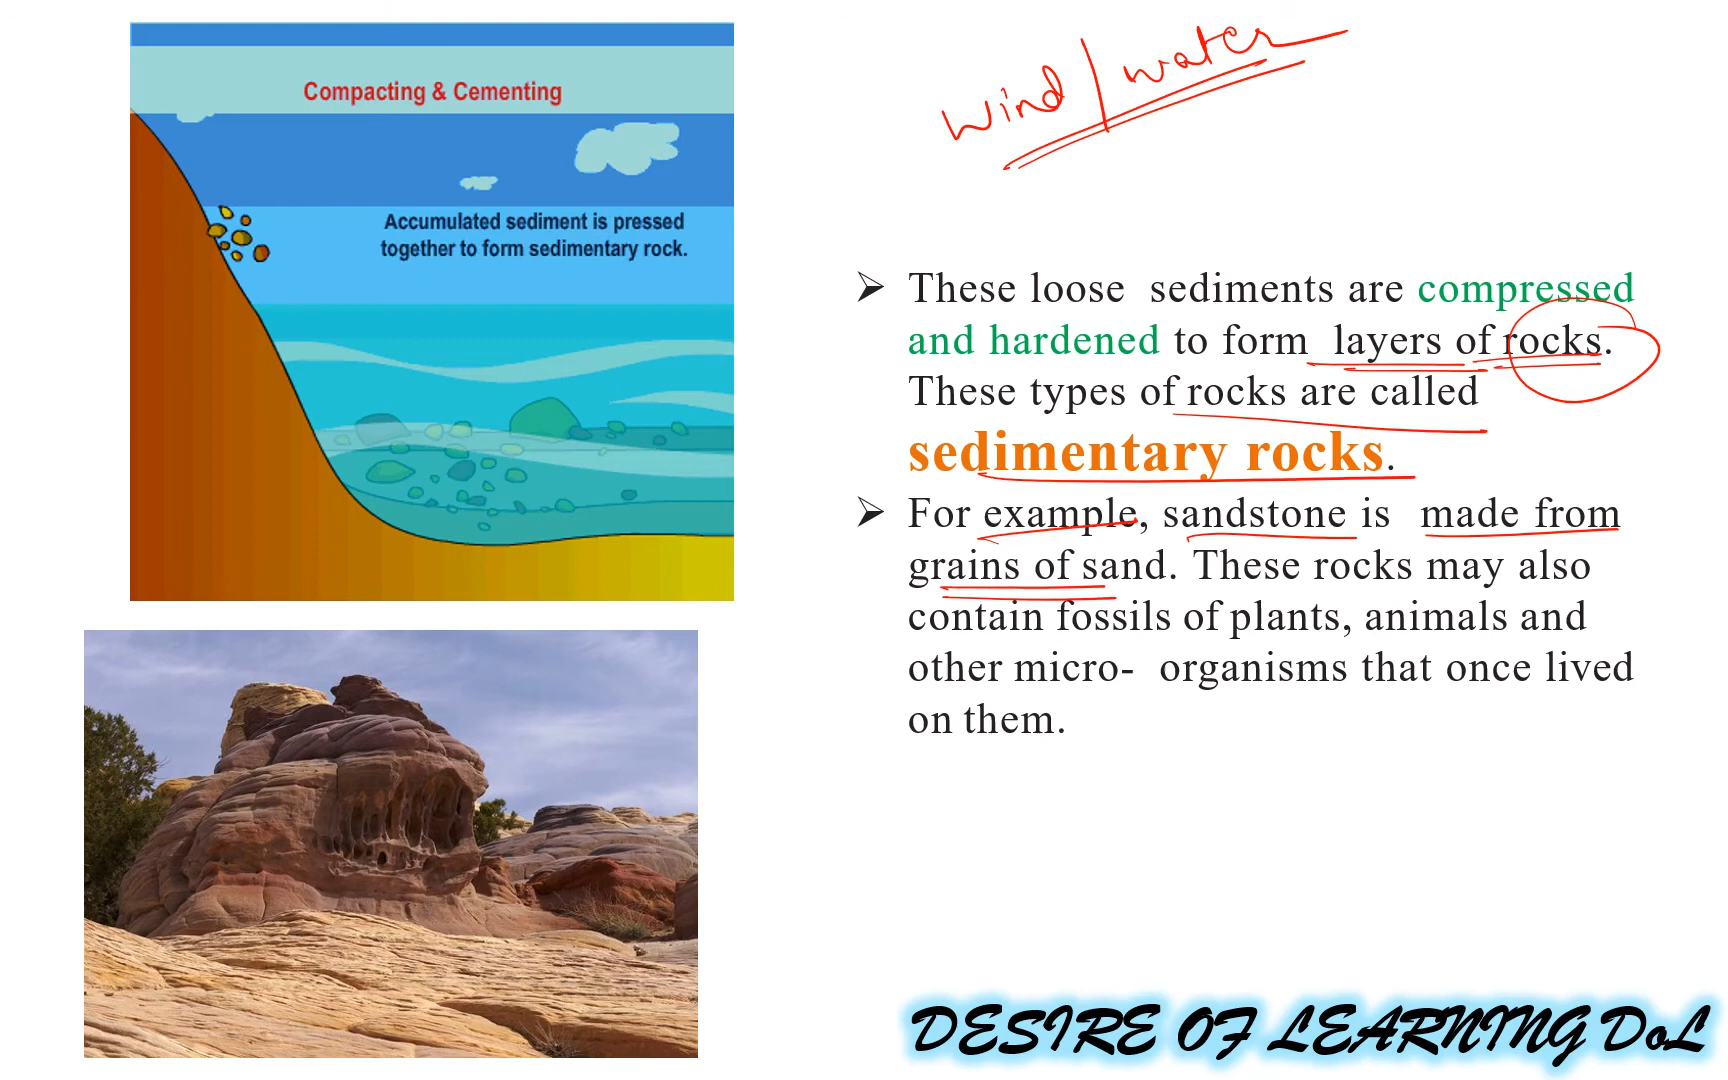 Compacting & Cementing
Accumulated sediment is pressed
together to form sedimentary rock.
wind/water
➢ These loose sediments are compressed
and hardened to form layers of rocks.
These types of rocks are called
sedimentary rocks.
➢ For example, sandstone is made from
grains of sand. These rocks may also
contain fossils of plants, animals and
other micro- organisms that once lived
on them.
DESIRE OF LEARNING DoL